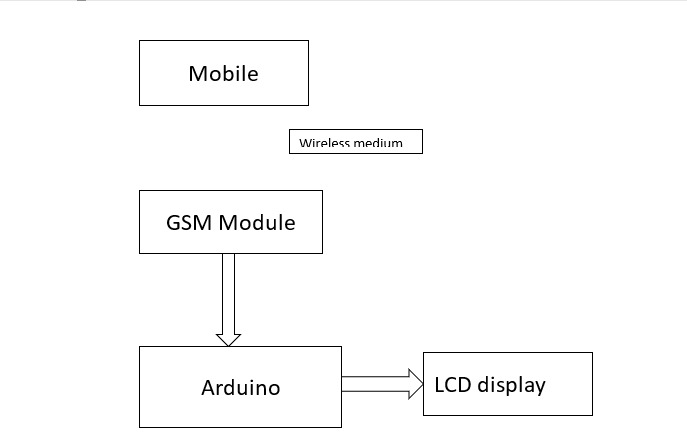 Mobile
Wireless medium
GSM Module
Arduino
LCD display